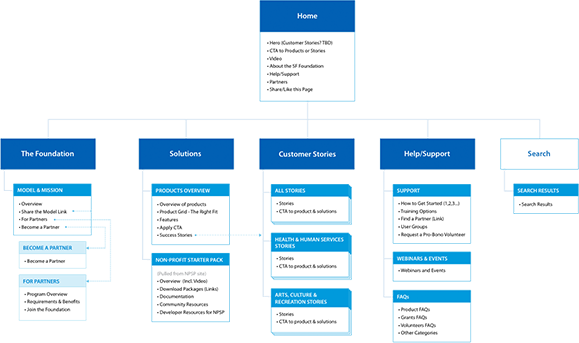 Home
• Hero (Customer Stories? TBD)
• CTA to Products or Stories
• Video
• About the SF Foundation
• Help/Support
• Partners
• Share/Like this Page
The Foundation
MODEL & MISSION
• Overview
• Share the Model Link
• For Partners
• Become a Partner
BECOME A PARTNER
• Become a Partner
FOR PARTNERS
• Program Overview
• Requirements & Benefits
• Join the Foundation
Solutions
PRODUCTS OVERVIEW
• Overview of products
• Product Grid - The Right Fit
• Features
• Apply CTA
• Success Stories
NON-PROFIT STARTER PACK
(Pulled from NPSP site)
• Overview (Incl. Video)
• Download Packages (Links)
• Documentation
• Community Resources
• Developer Resources for NPSP
Customer Stories
ALL STORIES
• Stories
• CTA to product & solutions
HEALTH & HUMAN SERVICES
STORIES
• Stories
• CTA to product & solutions
ARTS, CULTURE &
RECREATION STORIES
• Stories
• CTA to product & solutions
Help/Support
SUPPORT
• How to Get Started (1,2,3...)
• Training Options
• Find a Partner (Link)
• User Groups
• Request a Pro-Bono Volunteer
WEBINARS & EVENTS
• Webinars and Events
FAQs
• Product FAQs
• Grants FAQs
• Volunteers FAQs
• Other Categories
Search
SEARCH RESULTS
• Search Results